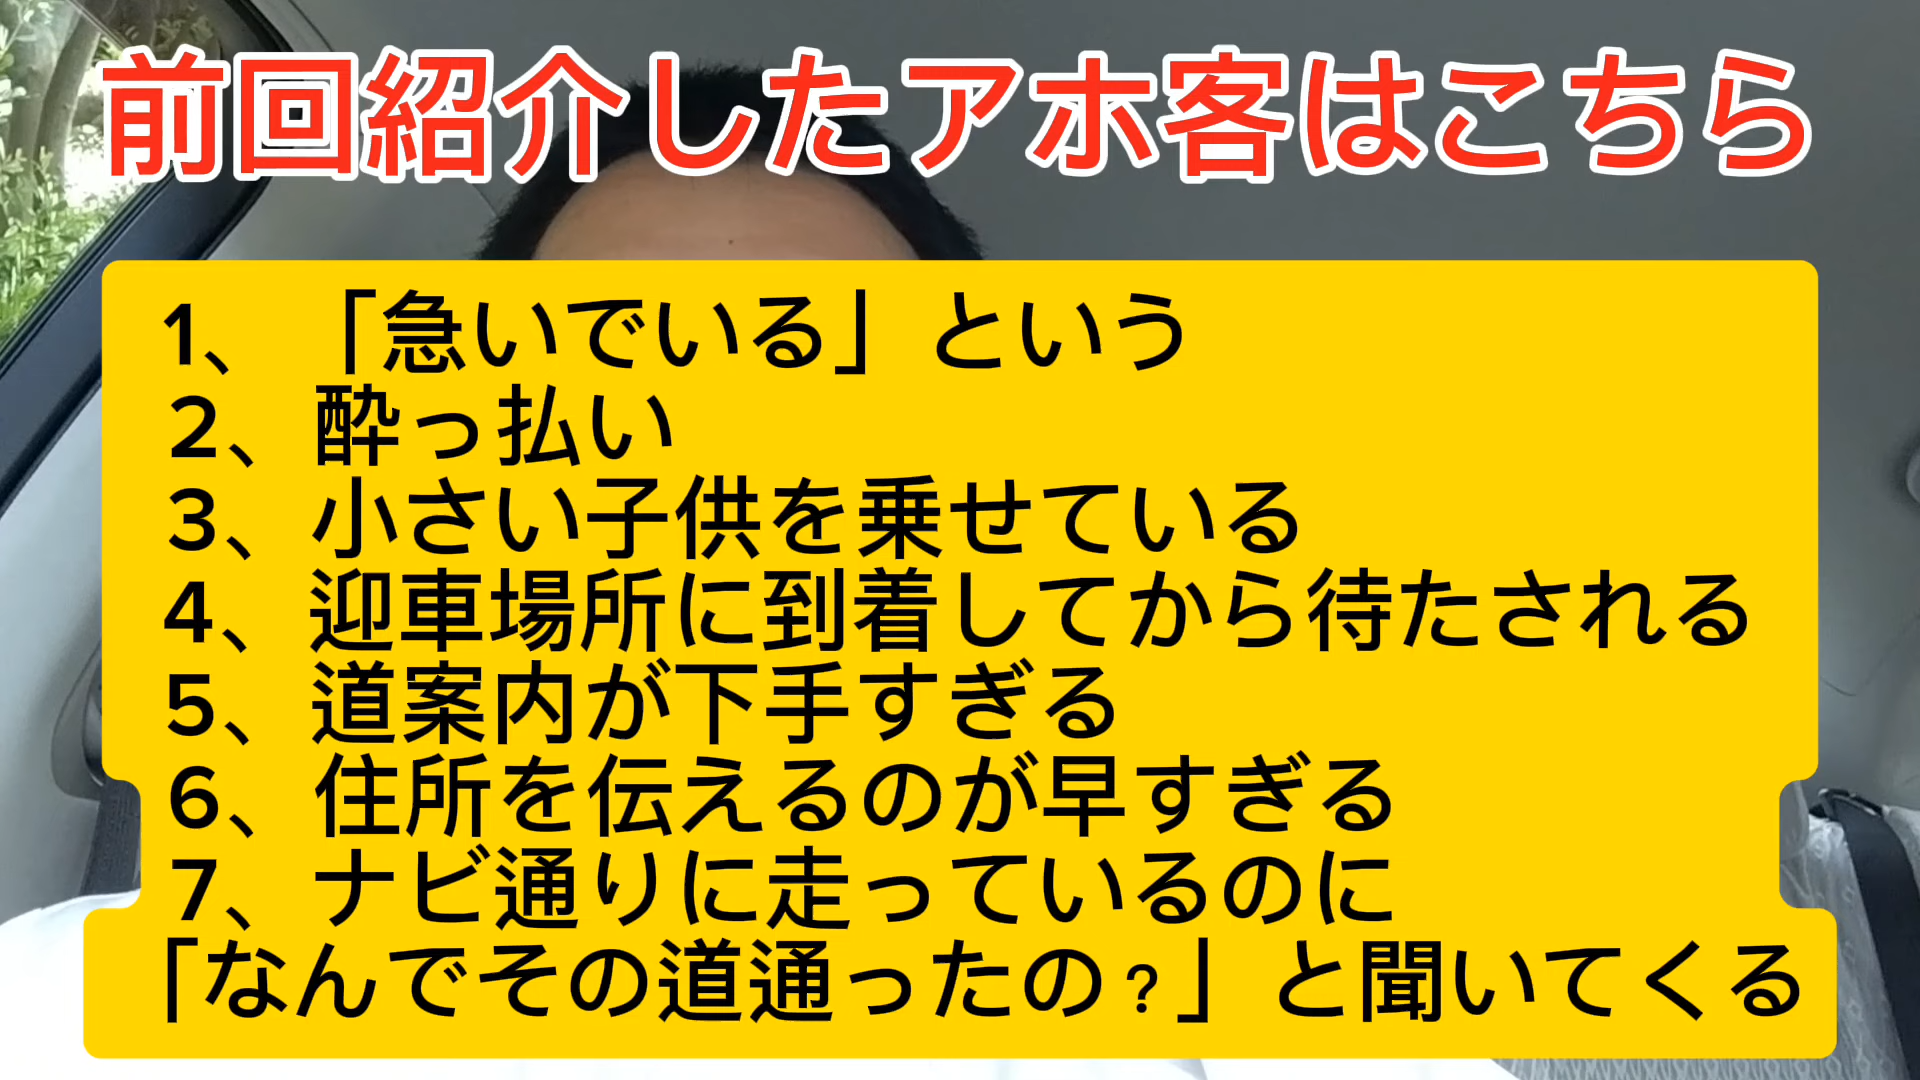 前回紹介したアホ客はこちら
1、「急いでいる」という
2、酔っ払い
3、小さい子供を乗せている
4、迎車場所に到着してから待たされる
5、道案内が下手すぎる
6、住所を伝えるのが早すぎる
7、ナビ通りに走っているのに
「なんでその道通ったの？」と聞いてくる